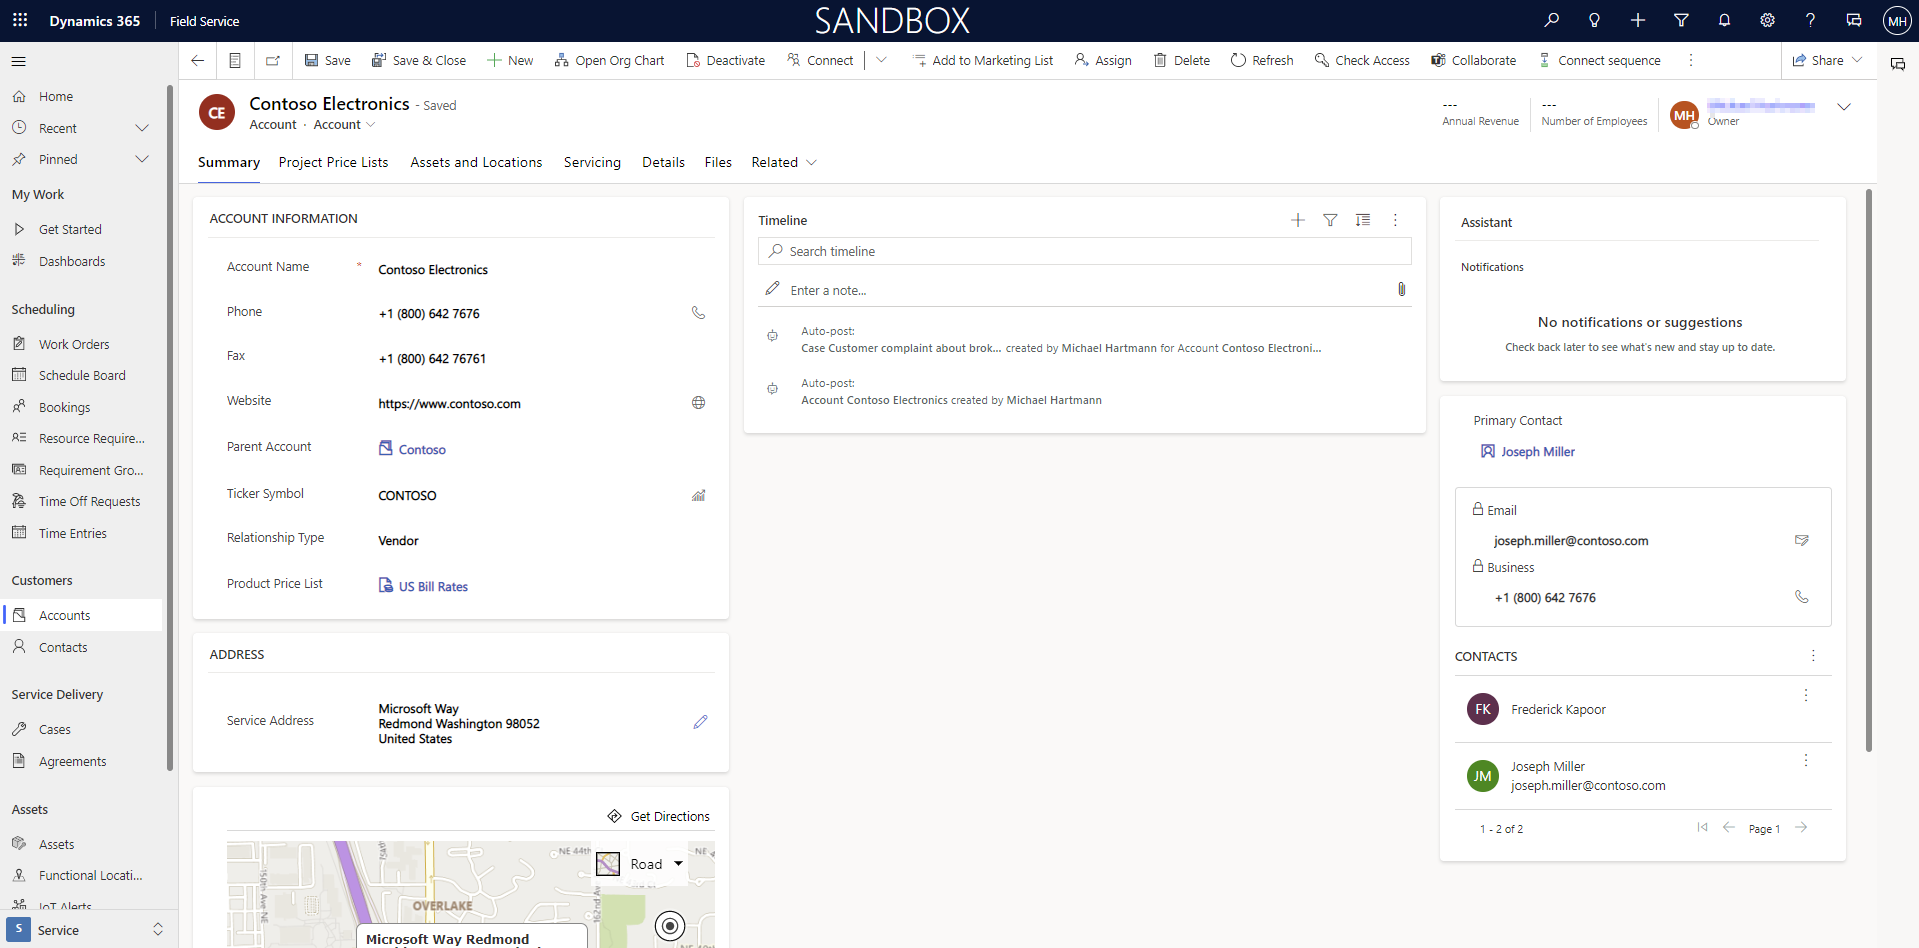 Dynamics 365
Field Service
SANDBOX
MH
Save
Save & Close
New
Open Org Chart
Deactivate
Connect
Add to Marketing List
Assign
Delete
Refresh
Check Access
Collaborate
Connect sequence
Share
Home
Recent
Pinned
My Work
Get Started
Dashboards
Scheduling
Work Orders
Schedule Board
Bookings
Resource Require...
Requirement Gro...
Time Off Requests
Time Entries
Customers
Accounts
Contacts
Service Delivery
Cases
Agreements
Assets
Assets
Functional Locati...
IoT Alerts
S
Service
CE
Contoso Electronics - Saved
Account · Account
---
Annual Revenue
---
Number of Employees
MH
Owner
Summary
Project Price Lists
Assets and Locations
Servicing
Details
Files
Related
ACCOUNT INFORMATION
Account Name * Contoso Electronics
Phone +1 (800) 642 7676
Fax +1 (800) 642 76761
Website https://www.contoso.com
Parent Account Contoso
Ticker Symbol CONTOSO
Relationship Type Vendor
Product Price List US Bill Rates
ADDRESS
Service Address
Microsoft Way
Redmond Washington 98052
United States
Get Directions
NE 44th
Road
NE
150th Ave NE
OVERLAKE
162nd Av
Microsoft Way Redmond
Timeline
Search timeline
Enter a note...
Auto-post:
Case Customer complaint about brok... created by Michael Hartmann for Account Contoso Electroni...
Auto-post:
Account Contoso Electronics created by Michael Hartmann
Assistant
Notifications
No notifications or suggestions
Check back later to see what's new and stay up to date.
Primary Contact
Joseph Miller
Email
joseph.miller@contoso.com
Business
+1 (800) 642 7676
CONTACTS
FK
Frederick Kapoor
JM
Joseph Miller
joseph.miller@contoso.com
1 - 2 of 2
Page 1